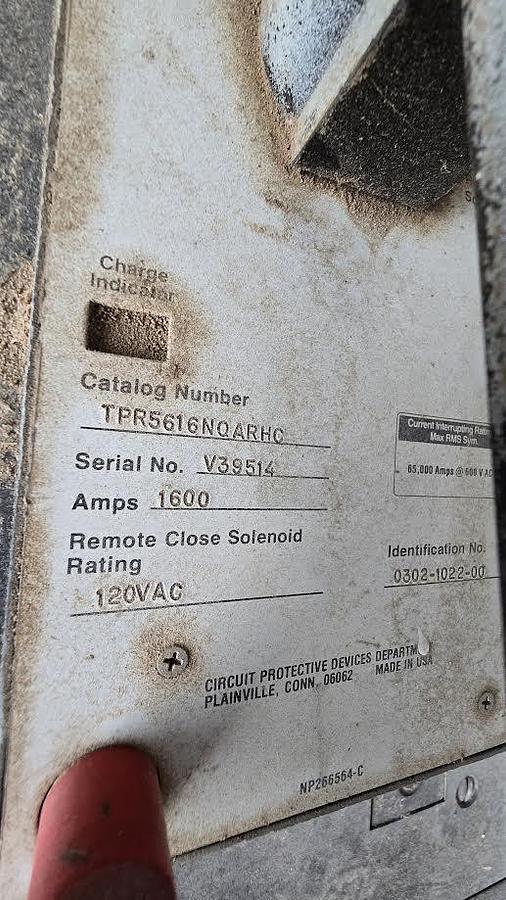 Charge
Indicator
Catalog Number
TPR5616NQARHC
Serial No. V39514
Amps 1600
Remote Close Solenoid
Rating
120VAC
Current Interrupting
Max RMS Sym.
65,000 Amps @ 600 V AC
Identification No.
0302-1022-00
CIRCUIT PROTECTIVE DEVICES
PLAINVILLE, CONN. 06062 MADE IN USA
NP266564-C